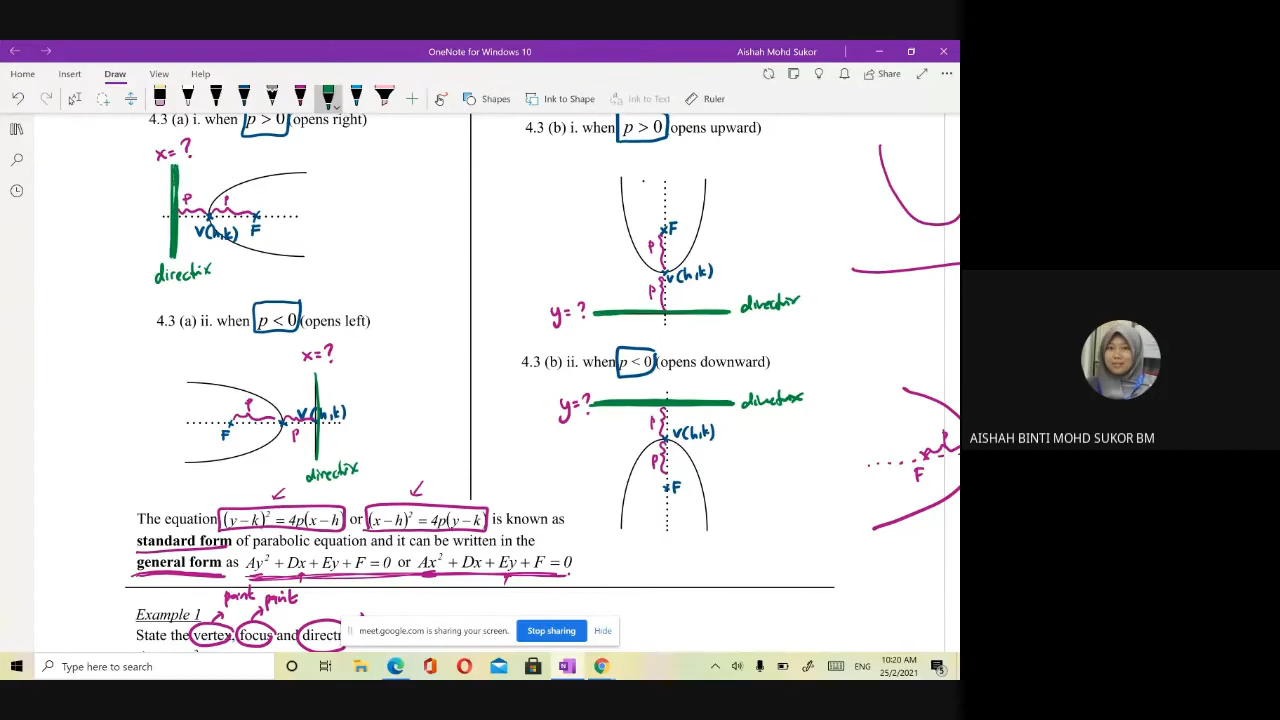 OneNote for Windows 10
Aishah Mohd Sukor
Home Insert Draw View Help
Share
Shapes Ink to Shape Ink to Text Ruler
4.3 (a) i. when p > 0 (opens right)
x = ?
P P
V(h,k) F
directix
4.3 (a) ii. when p < 0 (opens left)
x = ?
P V(h,k)
F P
directix
4.3 (b) i. when p > 0 (opens upward)
F
P
V(h,k)
P
y = ? directix
4.3 (b) ii. when p < 0 (opens downward)
y = ? directix
P V(h,k)
P
F
P
F
The equation (y – k)² = 4p(x – h) or (x – h)² = 4p(y – k) is known as
standard form of parabolic equation and it can be written in the
general form as Ay² + Dx + Ey + F = 0 or Ax² + Dx + Ey + F = 0
point point
Example 1
State the vertex, focus and directr
meet.google.com is sharing your screen. Stop sharing Hide
Type here to search
ENG
10:20 AM
25/2/2021
5
AISHAH BINTI MOHD SUKOR BM